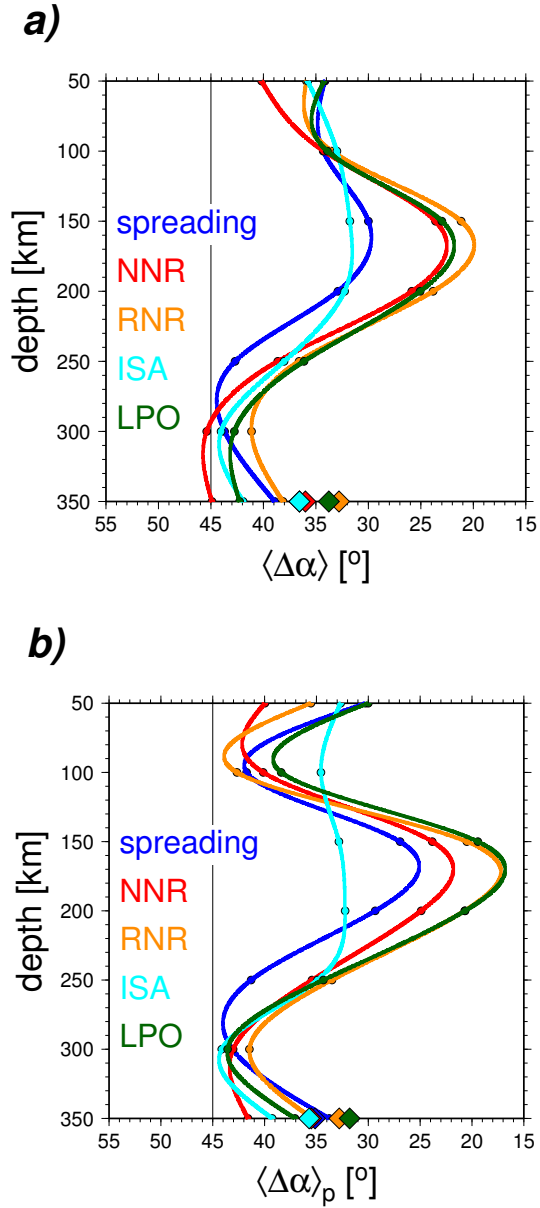 a)
50
100
150
200
250
300
350
depth [km]
spreading
NNR
RNR
ISA
LPO
55 50 45 40 35 30 25 20 15
⟨Δα⟩ [°]
b)
50
100
150
200
250
300
350
depth [km]
spreading
NNR
RNR
ISA
LPO
55 50 45 40 35 30 25 20 15
⟨Δα⟩p [°]